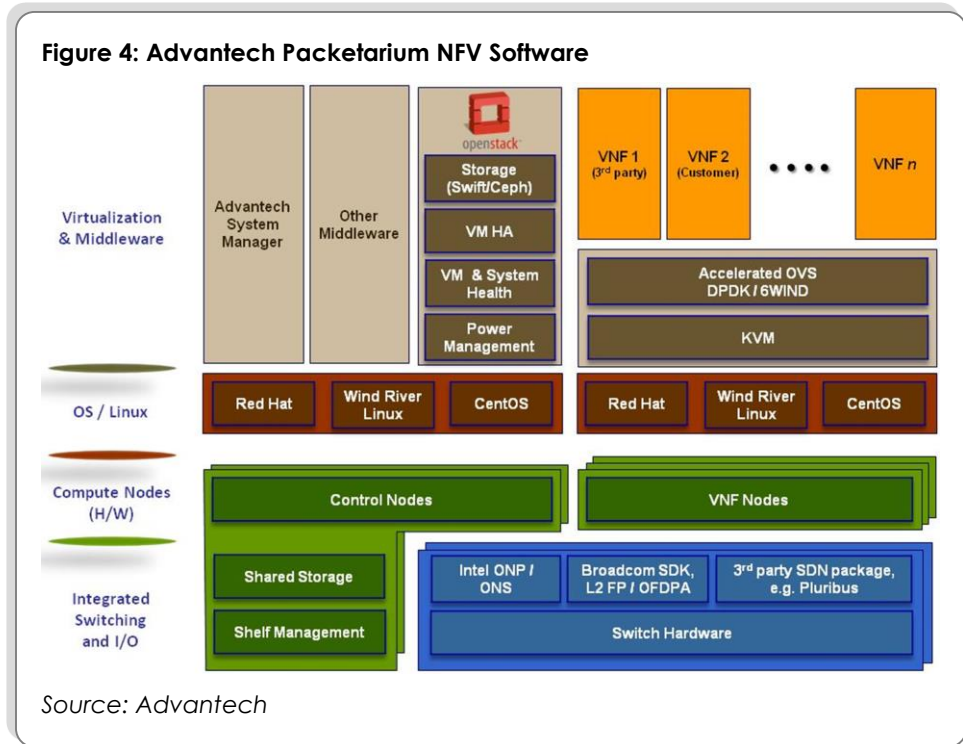 Figure 4: Advantech Packetarium NFV Software
Virtualization
& Middleware
Advantech
System
Manager
Other
Middleware
openstack
Storage
(Swift/Ceph)
VM HA
VM & System
Health
Power
Management
VNF 1
(3rd party)
VNF 2
(Customer)
• • • •
VNF n
Accelerated OVS
DPDK / 6WIND
KVM
OS / Linux
Red Hat
Wind River
Linux
CentOS
Red Hat
Wind River
Linux
CentOS
Compute Nodes
(H/W)
Control Nodes
VNF Nodes
Integrated
Switching
and I/O
Shared Storage
Shelf Management
Intel ONP /
ONS
Broadcom SDK,
L2 FP / OFDPA
3rd party SDN package,
e.g. Pluribus
Switch Hardware
Source: Advantech